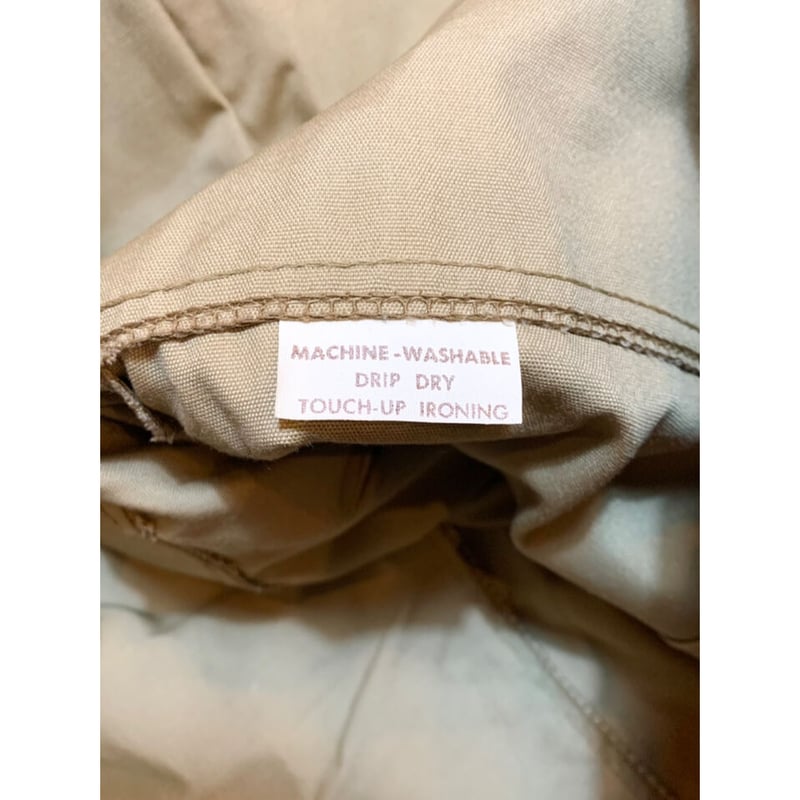 MACHINE-WASHABLE
DRIP DRY
TOUCH-UP IRONING